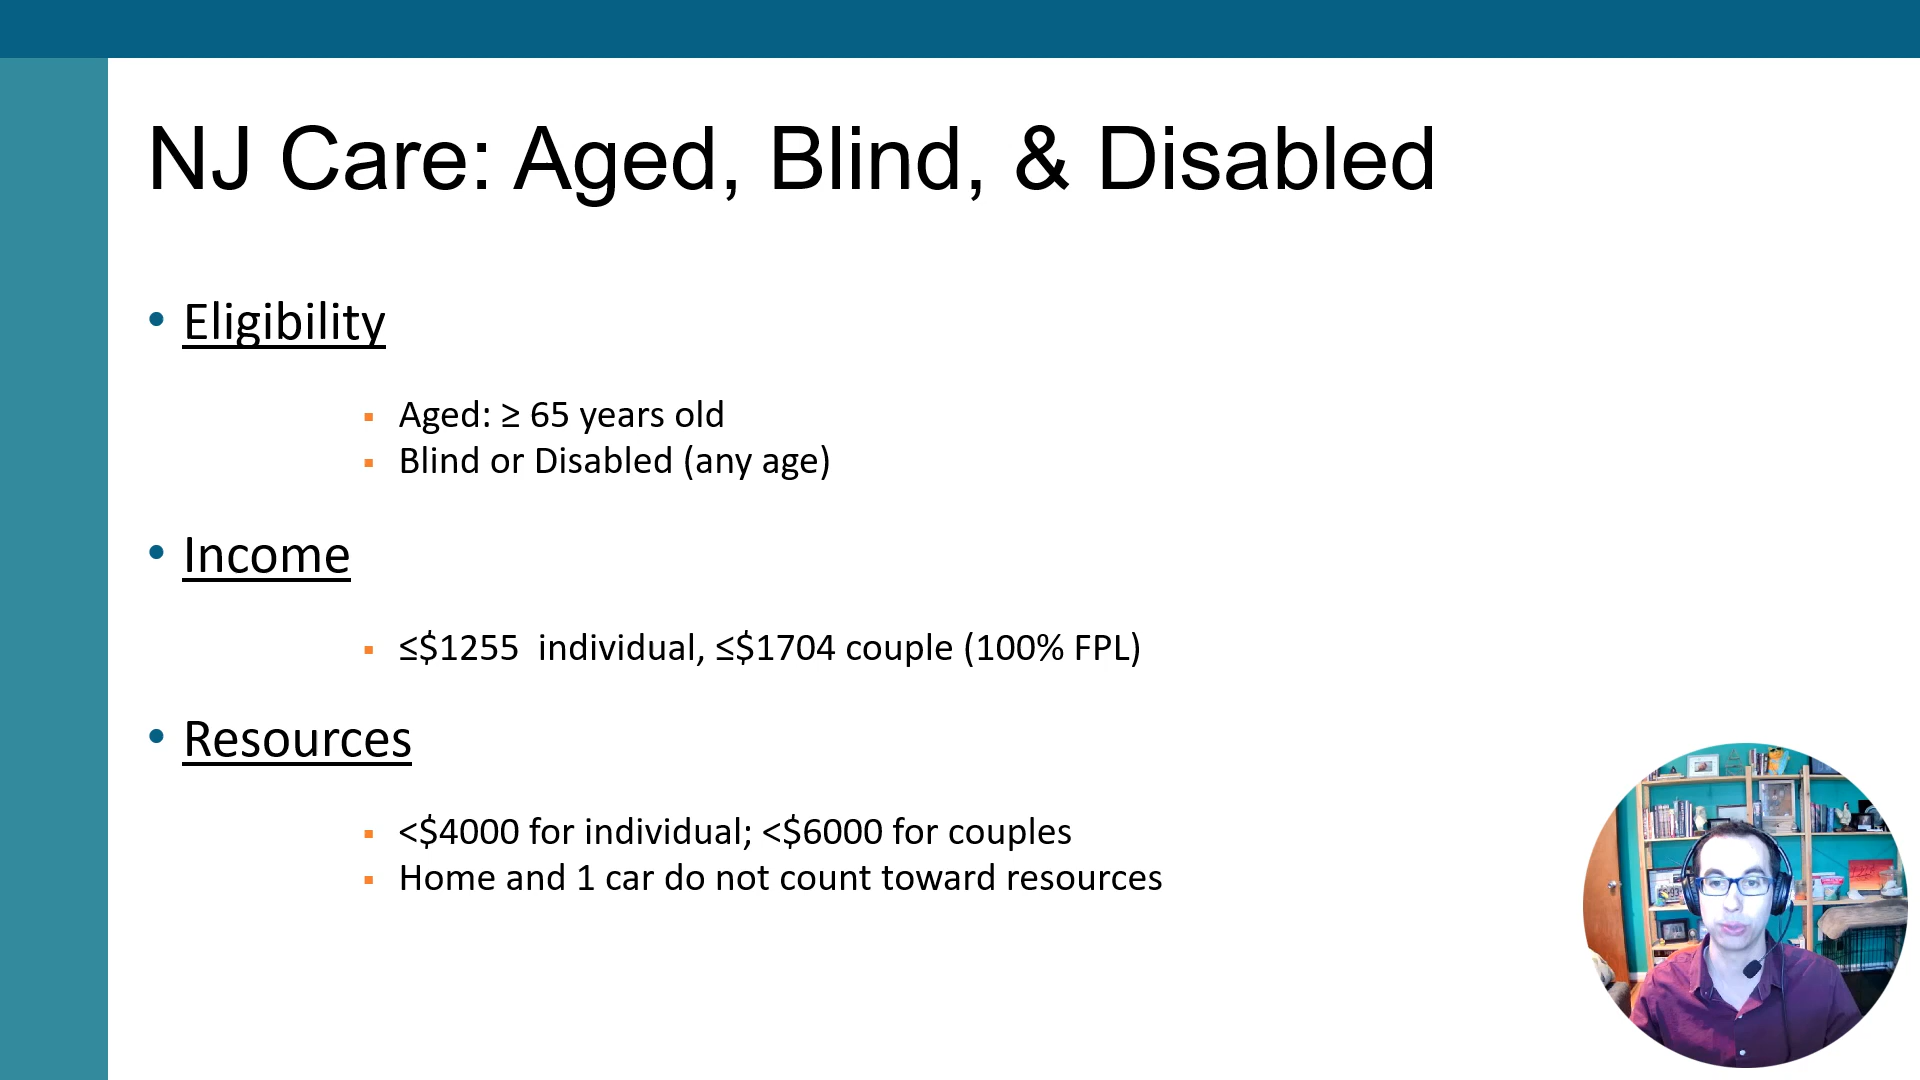 NJ Care: Aged, Blind, & Disabled
• Eligibility
▪ Aged: ≥ 65 years old
▪ Blind or Disabled (any age)
• Income
▪ ≤$1255  individual, ≤$1704 couple (100% FPL)
• Resources
▪ <$4000 for individual; <$6000 for couples
▪ Home and 1 car do not count toward resources